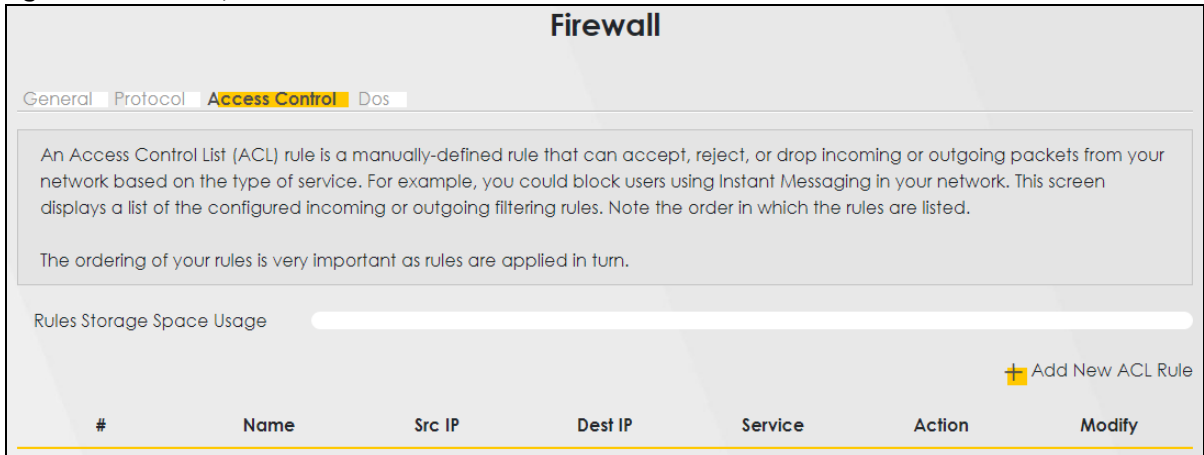 Firewall
General Protocol Access Control Dos
An Access Control List (ACL) rule is a manually-defined rule that can accept, reject, or drop incoming or outgoing packets from your
network based on the type of service. For example, you could block users using Instant Messaging in your network. This screen
displays a list of the configured incoming or outgoing filtering rules. Note the order in which the rules are listed.
The ordering of your rules is very important as rules are applied in turn.
Rules Storage Space Usage
+ Add New ACL Rule
# Name Src IP Dest IP Service Action Modify